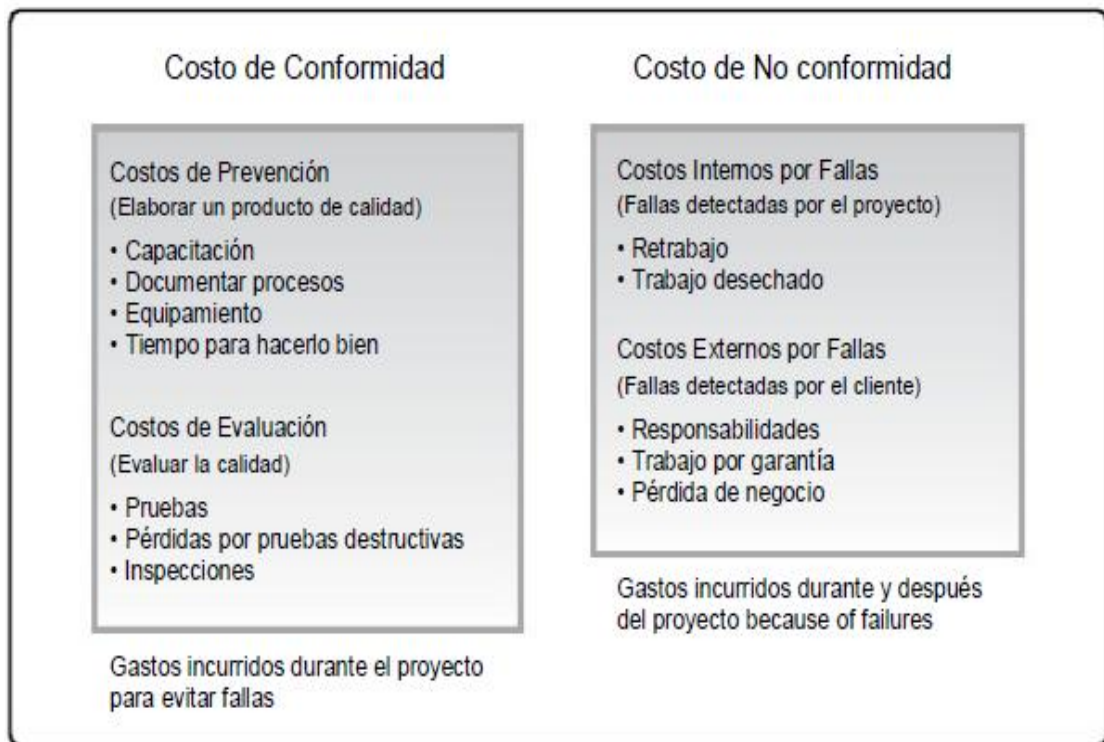 Costo de Conformidad
Costos de Prevención
(Elaborar un producto de calidad)
• Capacitación
• Documentar procesos
• Equipamiento
• Tiempo para hacerlo bien
Costos de Evaluación
(Evaluar la calidad)
• Pruebas
• Pérdidas por pruebas destructivas
• Inspecciones
Gastos incurridos durante el proyecto
para evitar fallas
Costo de No conformidad
Costos Internos por Fallas
(Fallas detectadas por el proyecto)
• Retrabajo
• Trabajo desechado
Costos Externos por Fallas
(Fallas detectadas por el cliente)
• Responsabilidades
• Trabajo por garantía
• Pérdida de negocio
Gastos incurridos durante y después
del proyecto because of failures